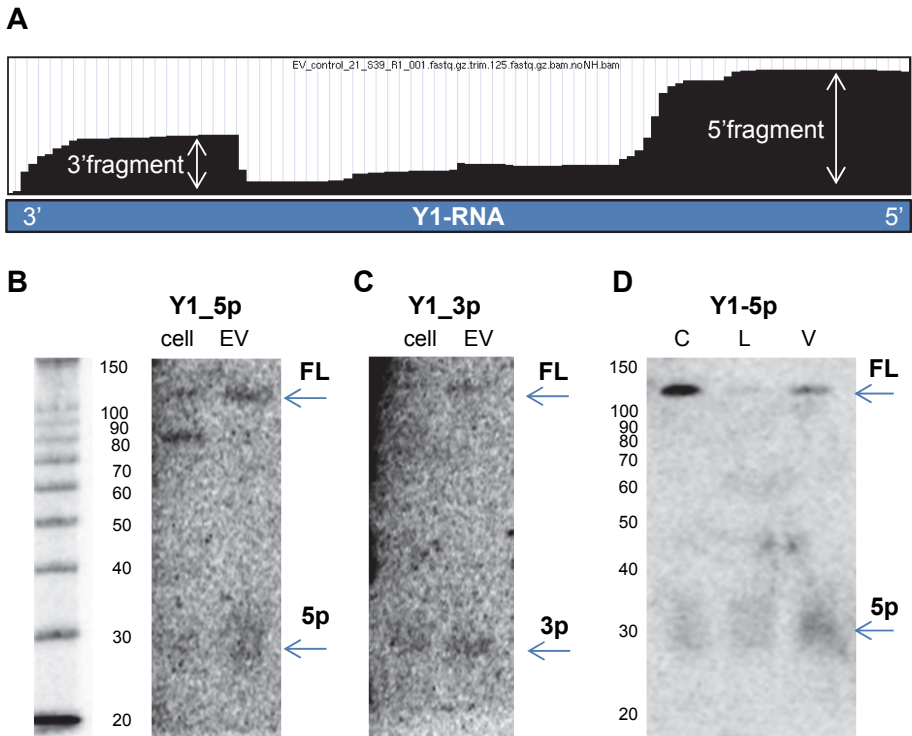 A
EV_control_21_S39_R1_001.fastq.gz.trim.125.fastq.gz.bam.noNH.bam
3'fragment
5'fragment
3'
Y1-RNA
5'
B
Y1_5p
cell EV
150
100
90
80
70
60
50
40
30
20
FL
5p
C
Y1_3p
cell EV
FL
3p
D
Y1-5p
C L V
150
100
90
80
70
60
50
40
30
20
FL
5p